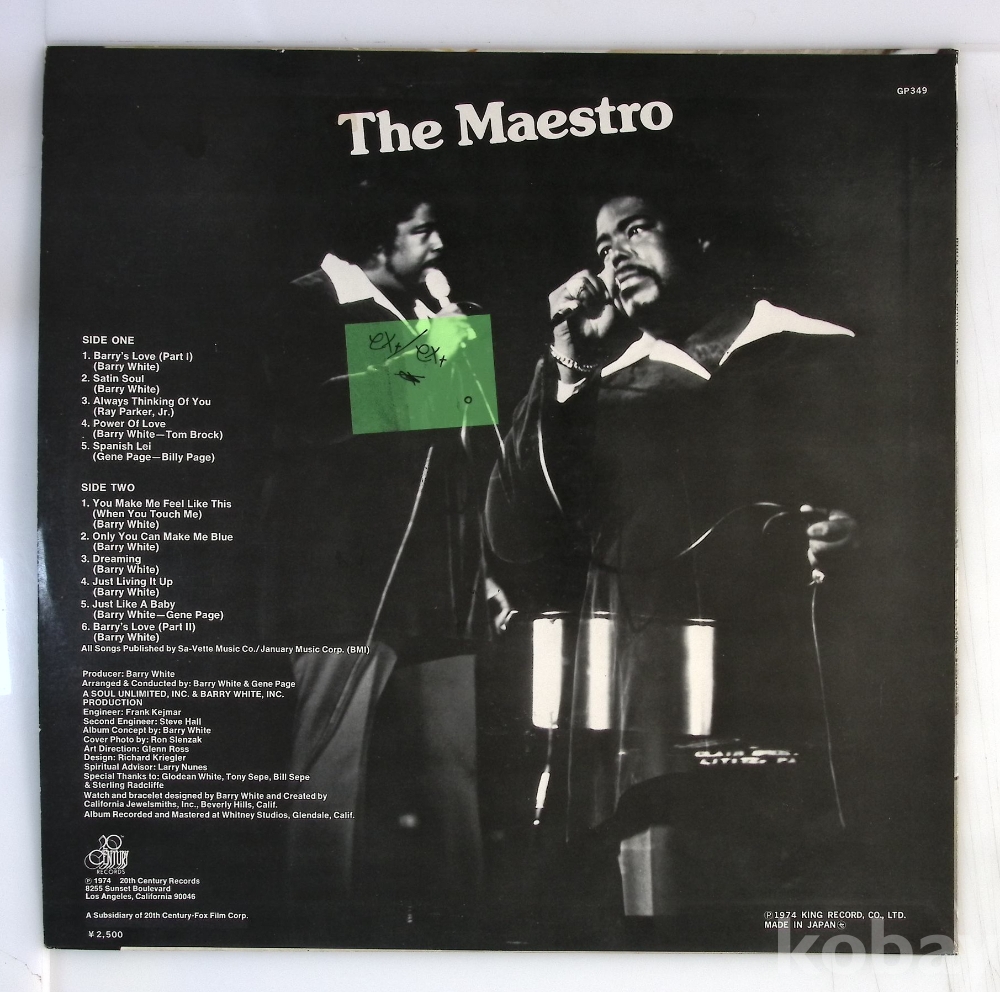 GP349
The Maestro
ex+/ex+
SIDE ONE
1. Barry's Love (Part I)
(Barry White)
2. Satin Soul
(Barry White)
3. Always Thinking Of You
(Ray Parker, Jr.)
4. Power Of Love
(Barry White—Tom Brock)
5. Spanish Lei
(Gene Page—Billy Page)
SIDE TWO
1. You Make Me Feel Like This
(When You Touch Me)
(Barry White)
2. Only You Can Make Me Blue
(Barry White)
3. Dreaming
(Barry White)
4. Just Living It Up
(Barry White)
5. Just Like A Baby
(Barry White—Gene Page)
6. Barry's Love (Part II)
(Barry White)
All Songs Published by Sa-Vette Music Co./January Music Corp. (BMI)
Producer: Barry White
Arranged & Conducted by: Barry White & Gene Page
A SOUL UNLIMITED, INC. & BARRY WHITE, INC.
PRODUCTION
Engineer: Frank Kejmar
Second Engineer: Steve Hall
Album Concept by: Barry White
Cover Photo by: Ron Slenzak
Art Direction: Glenn Ross
Design: Richard Kriegler
Spiritual Advisor: Larry Nunes
Special Thanks to: Glodean White, Tony Sepe, Bill Sepe
& Sterling Radcliffe
Watch and bracelet designed by Barry White and Created by
California Jewelsmiths, Inc., Beverly Hills, Calif.
Album Recorded and Mastered at Whitney Studios, Glendale, Calif.
20th CENTURY
RECORDS
℗ 1974 20th Century Records
8255 Sunset Boulevard
Los Angeles, California 90046
A Subsidiary of 20th Century-Fox Film Corp.
¥2,500
℗1974 KING RECORD, CO., LTD.
MADE IN JAPAN
kobay